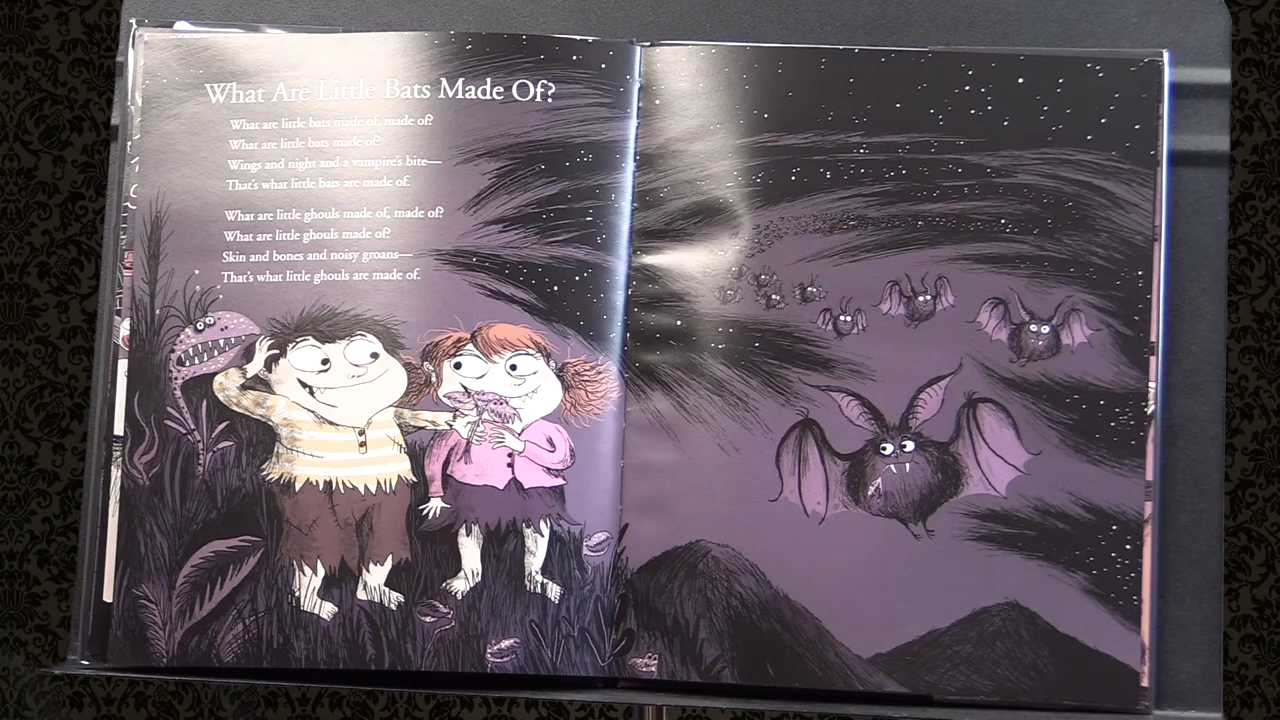 What Are Little Bats Made Of?
What are little bats made of, made of?
What are little bats made of?
Wings and night and a vampire's bite—
That's what little bats are made of.
What are little ghouls made of, made of?
What are little ghouls made of?
Skin and bones and noisy groans—
That's what little ghouls are made of.